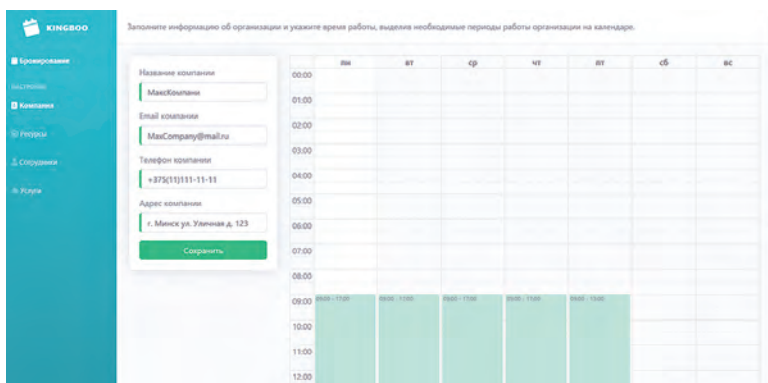 KINGBOO
Бронирование
Компания
Ресурсы
Сотрудники
Услуги
Заполните информацию об организации и укажите время работы, выделив необходимые периоды работы организации на календаре.
Название компании
МаксКомпани
Email компании
MaxCompany@mail.ru
Телефон компании
+375(11)111-11-11
Адрес компании
г. Минск ул. Уличная д. 123
Сохранить
пн вт ср чт пт сб вс
00:00
01:00
02:00
03:00
04:00
05:00
06:00
07:00
08:00
09:00
10:00
11:00
12:00